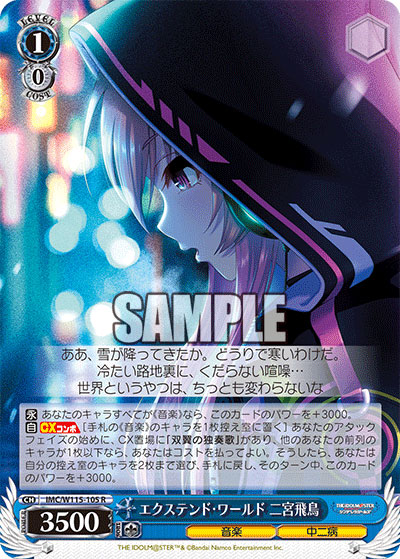 LEVEL
1
0
COST
SAMPLE
ああ、雪が降ってきたか。どうりで寒いわけだ。
冷たい路地裏に、くだらない喧噪…
世界というやつは、ちっとも変わらないな
永 あなたのキャラすべてが《音楽》なら、このカードのパワーを＋3000。
自 CXコンボ ［手札の《音楽》のキャラを1枚控え室に置く］ あなたのアタック
フェイズの始めに、CX置場に「双翼の独奏歌」があり、他のあなたの前列の
キャラが1枚以下なら、あなたはコストを払ってよい。そうしたら、あなたは
自分の控え室のキャラを2枚まで選び、手札に戻し、そのターン中、このカード
のパワーを＋3000。
CH IMC/W115-105 R
3500
エクステンド・ワールド 二宮飛鳥
THE IDOLM@STER
シンデレラガールズ
音楽
中二病
THE IDOLM@STER™ & ©Bandai Namco Entertainment Inc.